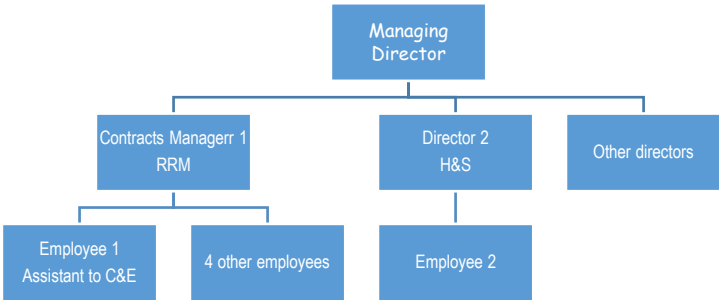 Managing
Director
Contracts Managerr 1
RRM
Director 2
H&S
Other directors
Employee 1
Assistant to C&E
4 other employees
Employee 2